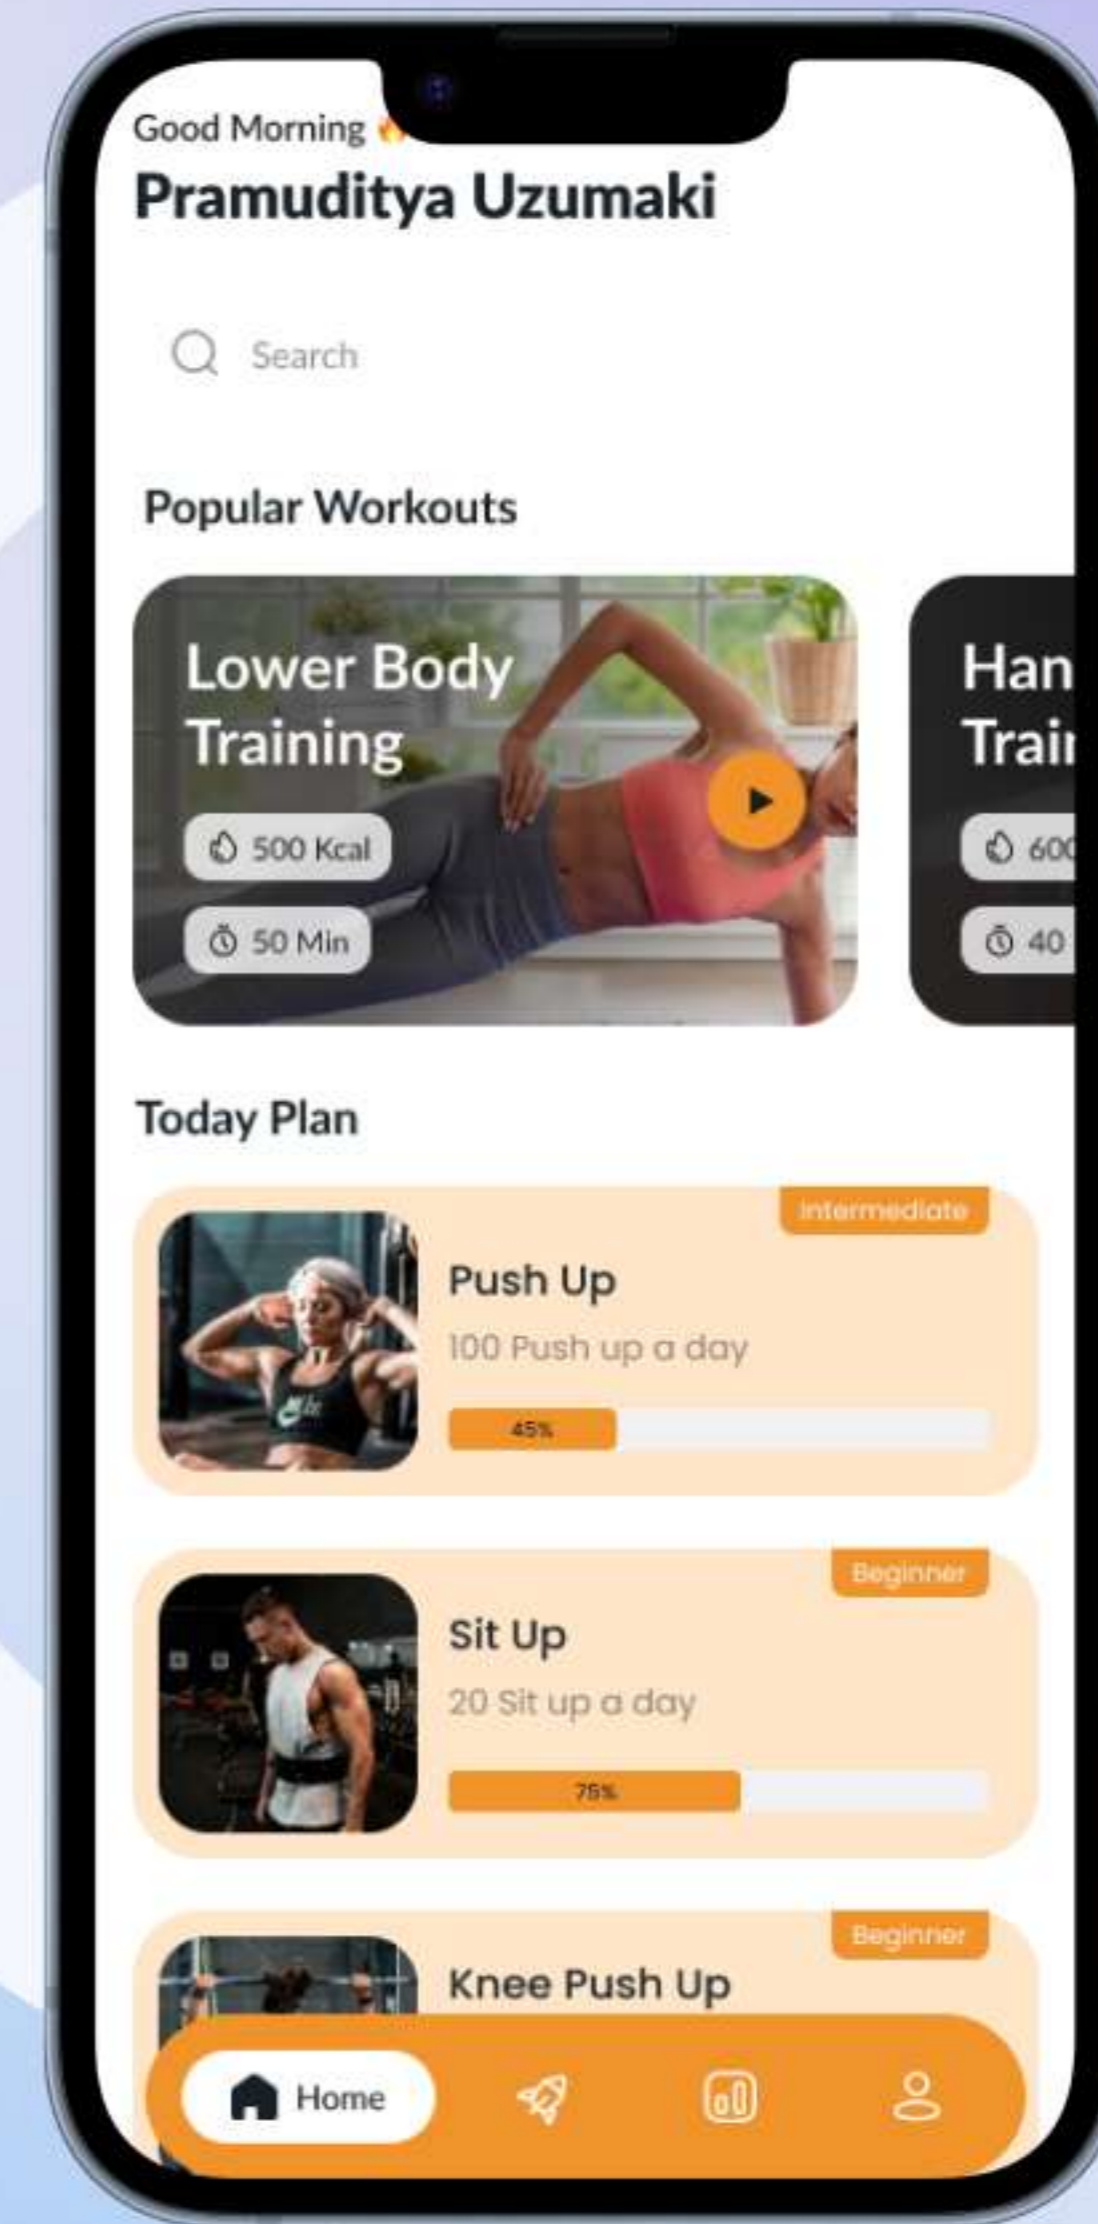 Good Morning 🔥
Pramuditya Uzumaki
Search
Popular Workouts
Lower Body
Training
500 Kcal
50 Min
Han
Trai
600
40
Today Plan
Intermediate
Push Up
100 Push up a day
45%
Beginner
Sit Up
20 Sit up a day
75%
Beginner
Knee Push Up
Home